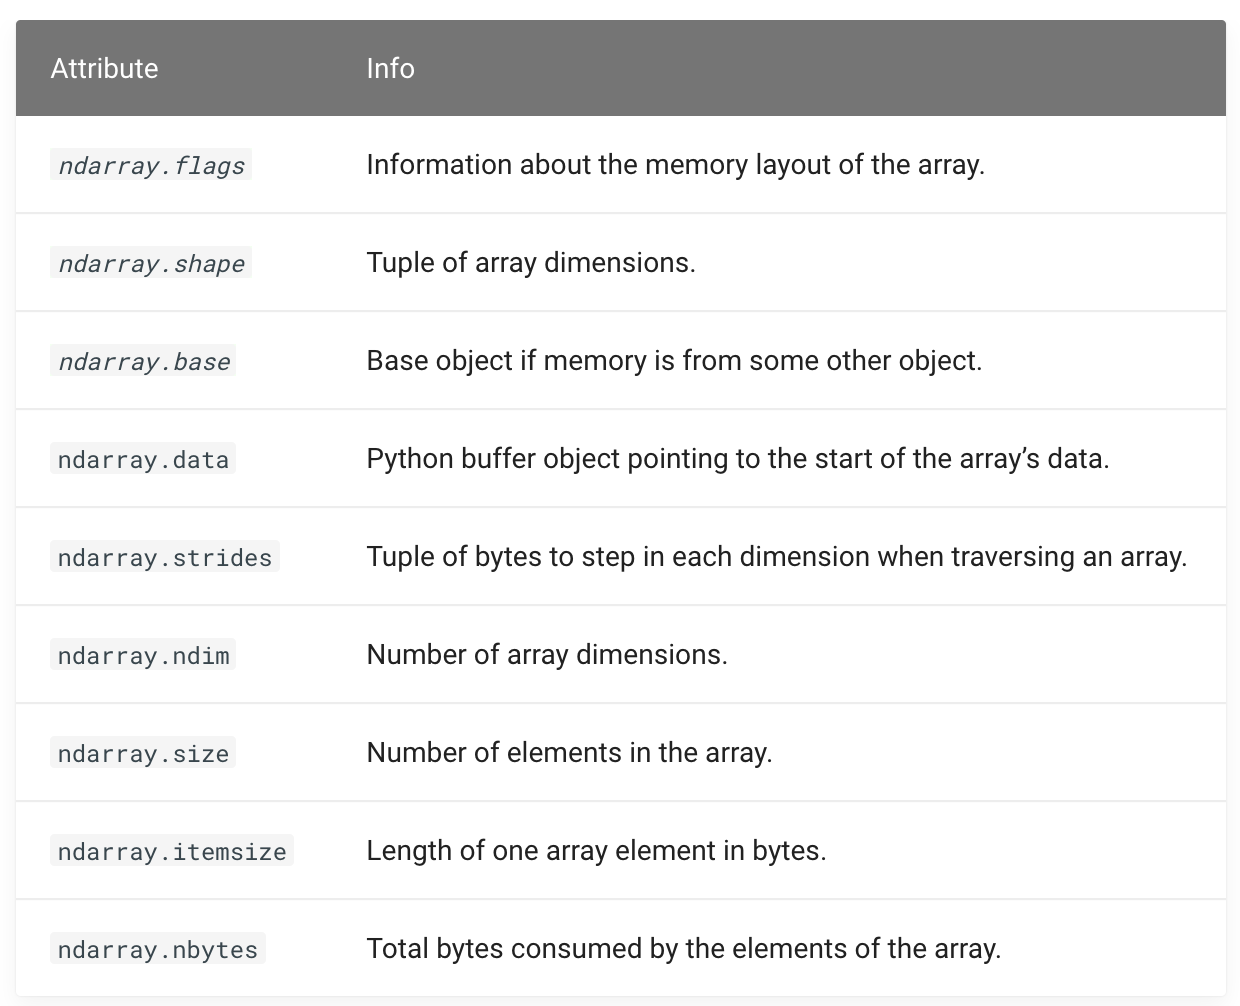 Attribute Info
ndarray.flags Information about the memory layout of the array.
ndarray.shape Tuple of array dimensions.
ndarray.base Base object if memory is from some other object.
ndarray.data Python buffer object pointing to the start of the array’s data.
ndarray.strides Tuple of bytes to step in each dimension when traversing an array.
ndarray.ndim Number of array dimensions.
ndarray.size Number of elements in the array.
ndarray.itemsize Length of one array element in bytes.
ndarray.nbytes Total bytes consumed by the elements of the array.